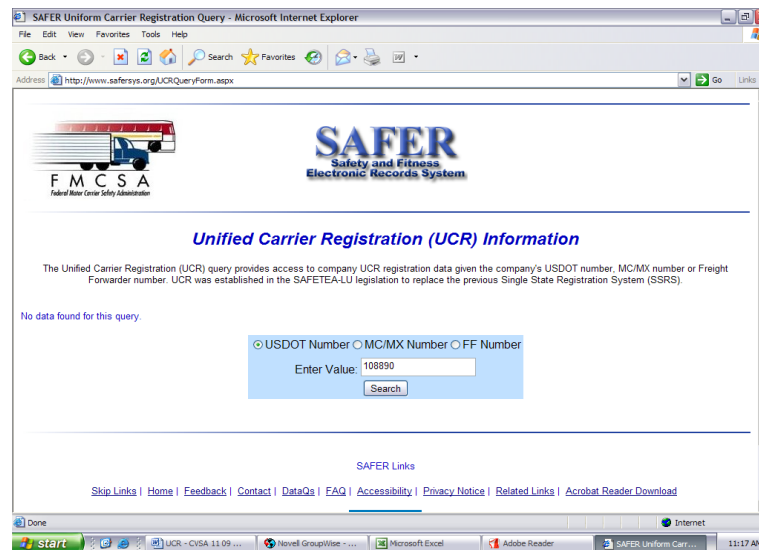 SAFER Uniform Carrier Registration Query - Microsoft Internet Explorer
File Edit View Favorites Tools Help
Back Search Favorites
Address http://www.safersys.org/UCRQueryForm.aspx Go Links
FMCSA
Federal Motor Carrier Safety Administration
SAFER
Safety and Fitness
Electronic Records System
Unified Carrier Registration (UCR) Information
The Unified Carrier Registration (UCR) query provides access to company UCR registration data given the company's USDOT number, MC/MX number or Freight
Forwarder number. UCR was established in the SAFETEA-LU legislation to replace the previous Single State Registration System (SSRS).
No data found for this query.
USDOT Number MC/MX Number FF Number
Enter Value: 108890
Search
SAFER Links
Skip Links | Home | Feedback | Contact | DataQs | FAQ | Accessibility | Privacy Notice | Related Links | Acrobat Reader Download
Done Internet
start UCR - CVSA 11 09 ... Novell GroupWise - ... Microsoft Excel Adobe Reader SAFER Uniform Carr... 11:17 AM